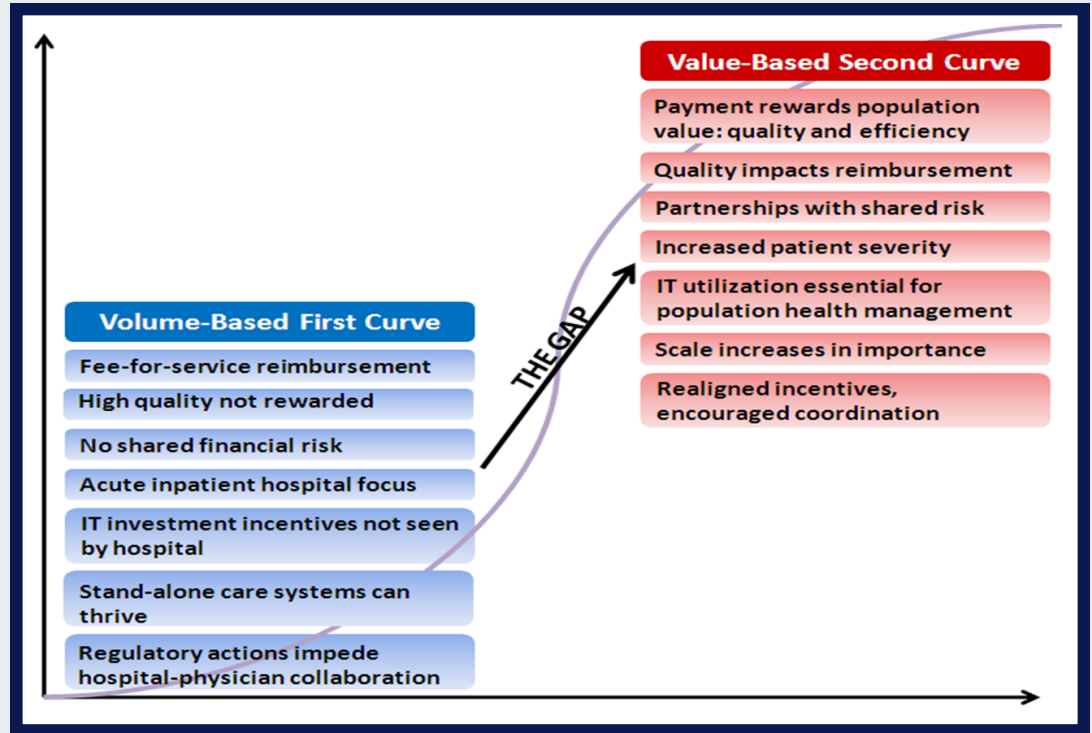 Volume-Based First Curve
Fee-for-service reimbursement
High quality not rewarded
No shared financial risk
Acute inpatient hospital focus
IT investment incentives not seen
by hospital
Stand-alone care systems can
thrive
Regulatory actions impede
hospital-physician collaboration
THE GAP
Value-Based Second Curve
Payment rewards population
value: quality and efficiency
Quality impacts reimbursement
Partnerships with shared risk
Increased patient severity
IT utilization essential for
population health management
Scale increases in importance
Realigned incentives,
encouraged coordination